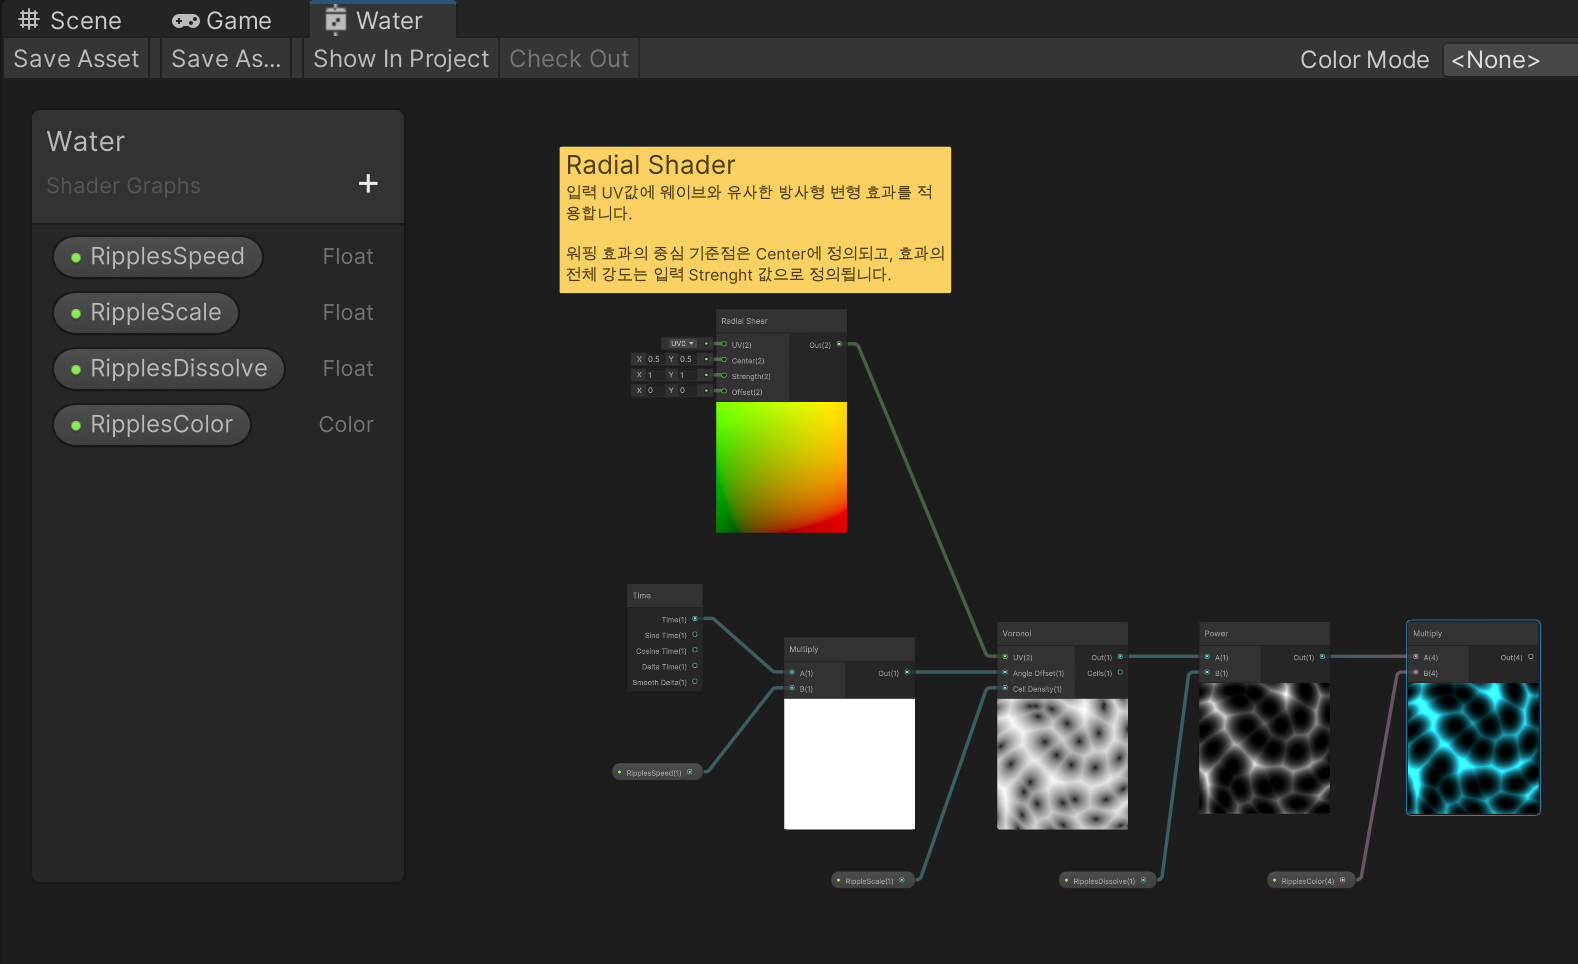 Scene Game Water
Save Asset Save As... Show In Project Check Out Color Mode <None>
Water
Shader Graphs
RipplesSpeed Float
RippleScale Float
RipplesDissolve Float
RipplesColor Color
Radial Shader
입력 UV값에 웨이브와 유사한 방사형 변형 효과를 적
용합니다.
워핑 효과의 중심 기준점은 Center에 정의되고, 효과의
전체 강도는 입력 Strenght 값으로 정의됩니다.
Radial Shear
UV0 UV(2) Out(2)
X 0.5 Y 0.5 Center(2)
X 1 Y 1 Strength(2)
X 0 Y 0 Offset(2)
Time
Time(1)
Sine Time(1)
Cosine Time(1)
Delta Time(1)
Smooth Delta(1)
RipplesSpeed(1)
Multiply
A(1) Out(1)
B(1)
RippleScale(1)
Voronoi
UV(2) Out(1)
Angle Offset(1) Cells(1)
Cell Density(1)
RipplesDissolve(1)
Power
A(1) Out(1)
B(1)
RipplesColor(4)
Multiply
A(4) Out(4)
B(4)